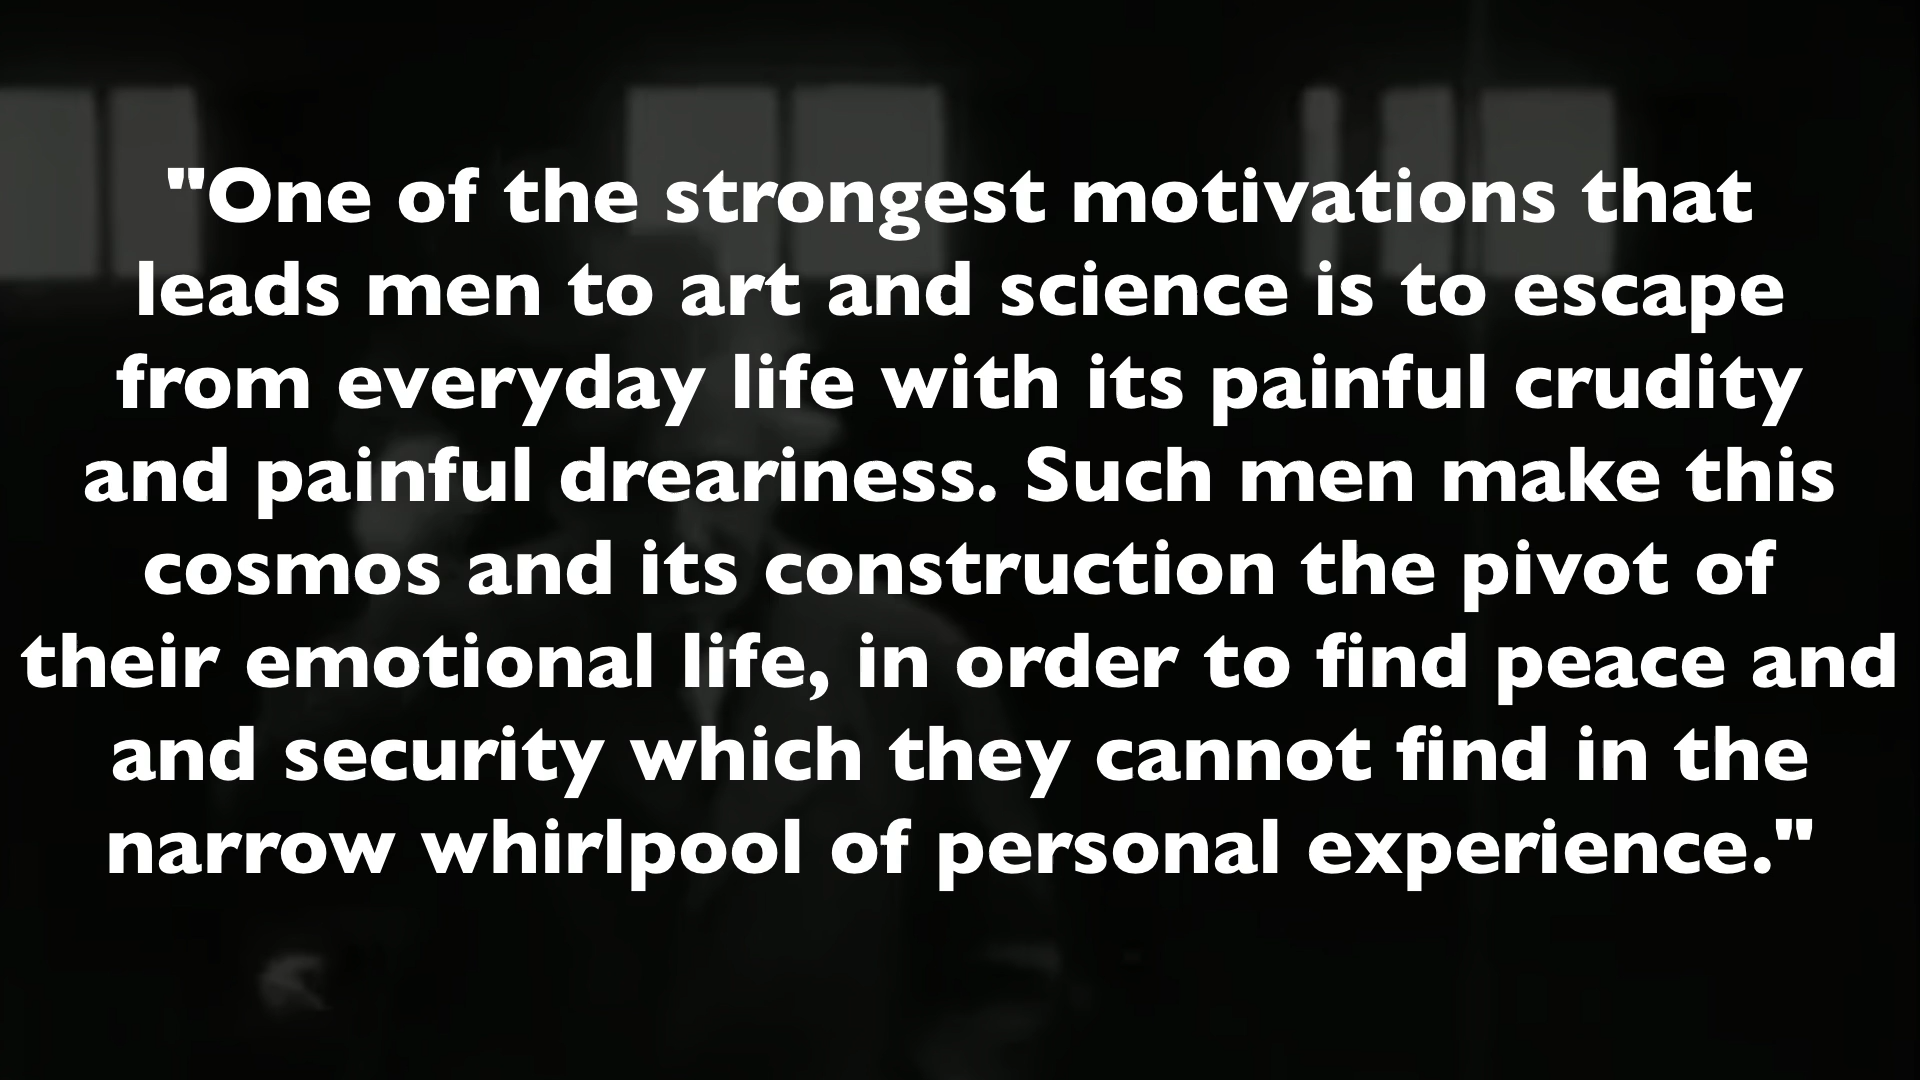 "One of the strongest motivations that
leads men to art and science is to escape
from everyday life with its painful crudity
and painful dreariness. Such men make this
cosmos and its construction the pivot of
their emotional life, in order to find peace and
and security which they cannot find in the
narrow whirlpool of personal experience."